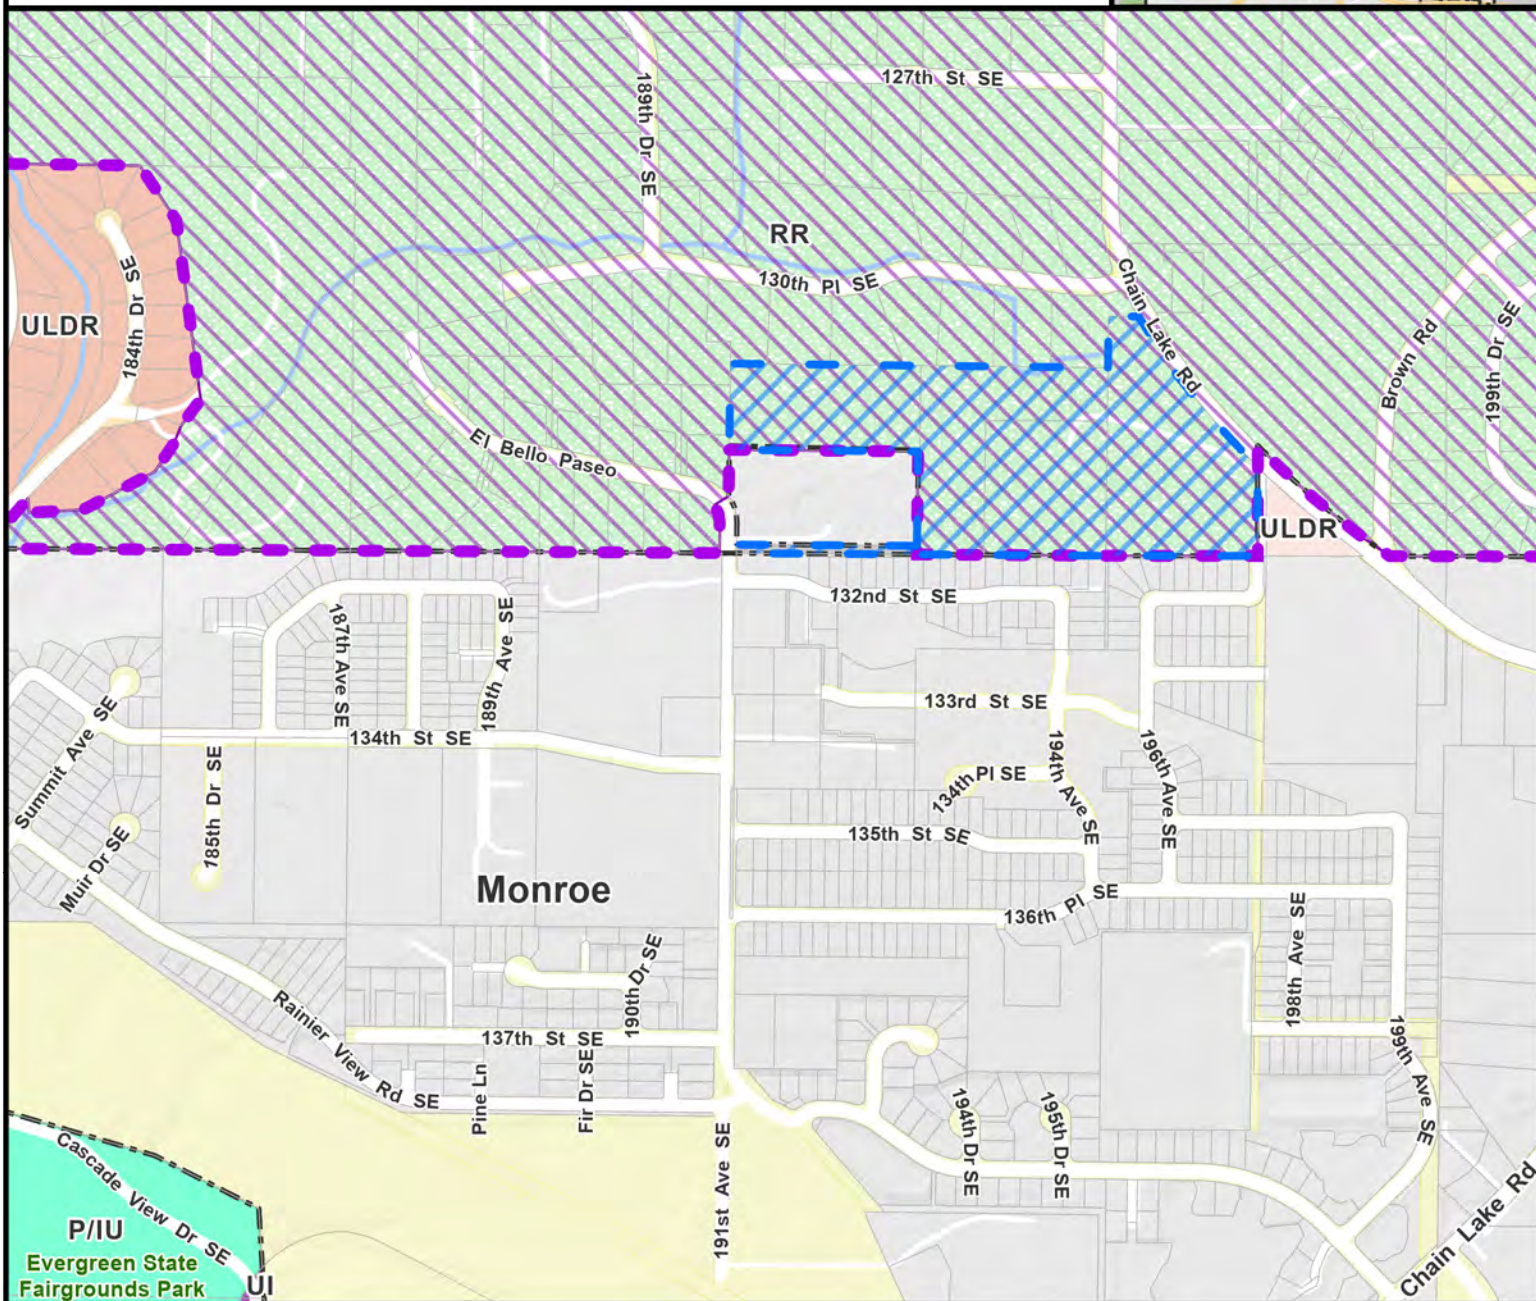 127th St SE
189th Dr SE
RR
130th Pl SE
Chain Lake Rd
184th Dr SE
ULDR
Brown Rd
199th Dr SE
El Bello Paseo
ULDR
132nd St SE
187th Ave SE
189th Ave SE
133rd St SE
134th St SE
Summit Ave SE
185th Dr SE
194th Ave SE
196th Ave SE
134th Pl SE
135th St SE
Muir Dr SE
Monroe
136th Pl SE
198th Ave SE
190th Dr SE
Rainier View Rd SE
137th St SE
Pine Ln
Fir Dr SE
199th Ave SE
194th Dr SE
195th Dr SE
191st Ave SE
Cascade View Dr SE
Chain Lake Rd
P/IU
Evergreen State
Fairgrounds Park
UI